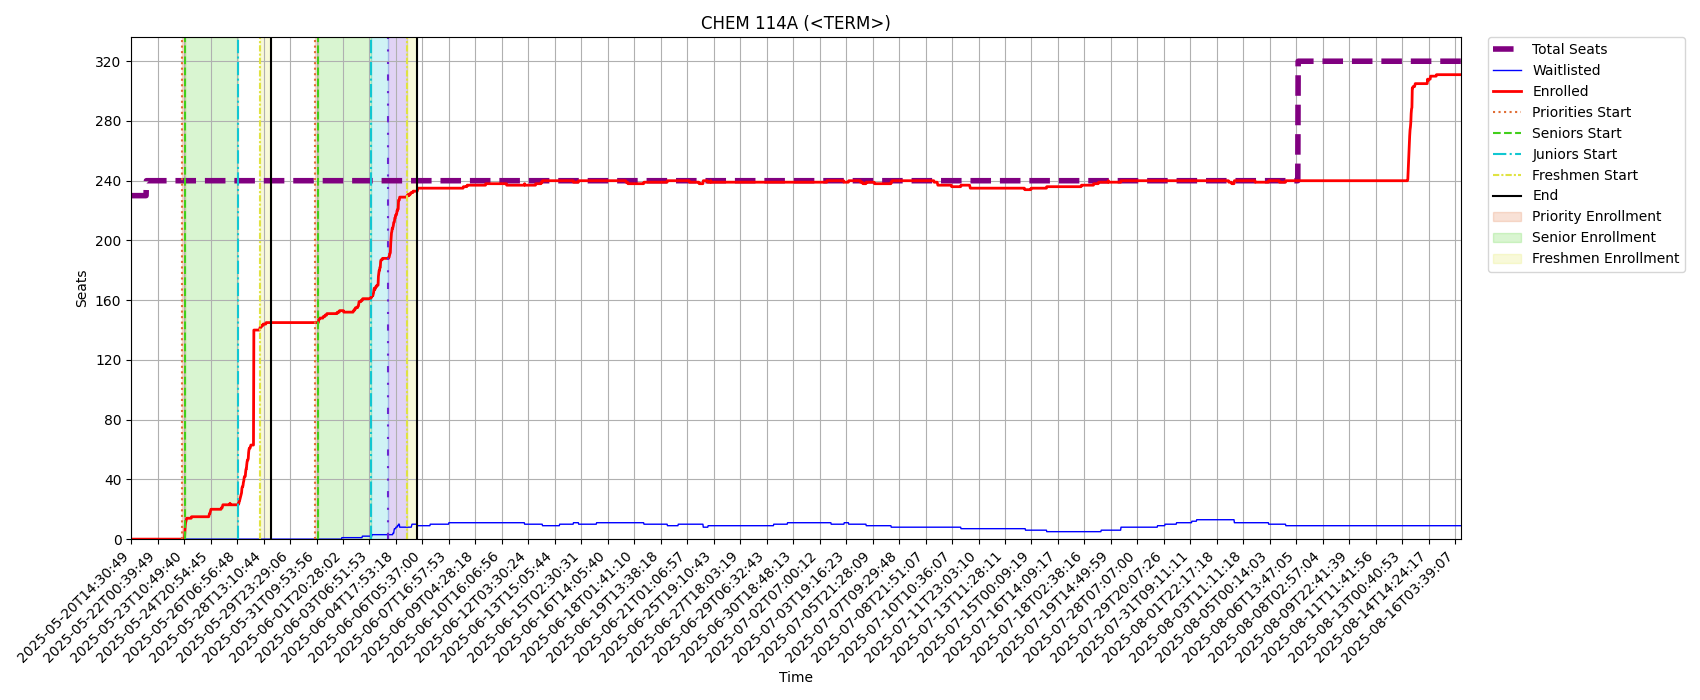 CHEM 114A (<TERM>)
Total Seats
Waitlisted
Enrolled
Priorities Start
Seniors Start
Juniors Start
Freshmen Start
End
Priority Enrollment
Senior Enrollment
Freshmen Enrollment
Seats
320
280
240
200
160
120
80
40
0
2025-05-20T14:30:49
2025-05-22T00:39:49
2025-05-23T10:49:40
2025-05-24T20:54:45
2025-05-26T06:56:48
2025-05-28T13:10:44
2025-05-29T23:29:06
2025-05-31T09:53:56
2025-06-01T20:28:02
2025-06-03T06:51:53
2025-06-04T17:53:18
2025-06-06T05:37:00
2025-06-07T16:57:53
2025-06-09T04:28:18
2025-06-10T16:06:56
2025-06-12T03:30:24
2025-06-13T15:05:44
2025-06-15T02:30:31
2025-06-16T14:05:40
2025-06-18T01:41:10
2025-06-19T13:38:18
2025-06-21T01:06:57
2025-06-25T19:10:43
2025-06-27T18:03:19
2025-06-29T06:32:43
2025-06-30T18:48:13
2025-07-02T07:00:12
2025-07-03T19:16:23
2025-07-05T21:28:09
2025-07-07T09:29:48
2025-07-08T21:51:07
2025-07-10T10:36:07
2025-07-11T23:03:10
2025-07-13T11:28:11
2025-07-15T00:09:19
2025-07-16T14:09:17
2025-07-18T02:38:16
2025-07-19T14:49:59
2025-07-28T07:07:00
2025-07-29T20:07:26
2025-07-31T09:11:11
2025-08-01T22:17:18
2025-08-03T11:11:18
2025-08-05T00:14:03
2025-08-06T13:47:05
2025-08-08T02:57:04
2025-08-09T22:41:39
2025-08-11T11:41:56
2025-08-13T00:40:53
2025-08-14T14:24:17
2025-08-16T03:39:07
Time